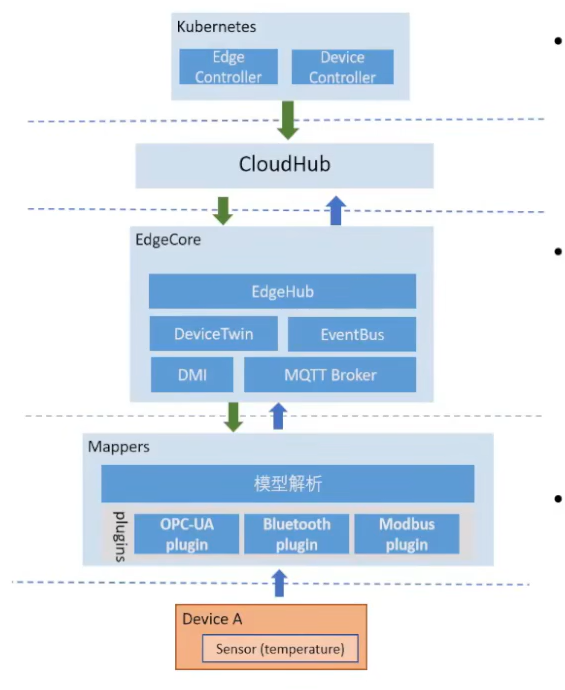 Kubernetes
Edge
Controller
Device
Controller
CloudHub
EdgeCore
EdgeHub
DeviceTwin
EventBus
DMI
MQTT Broker
Mappers
模型解析
plugins
OPC-UA
plugin
Bluetooth
plugin
Modbus
plugin
Device A
Sensor (temperature)